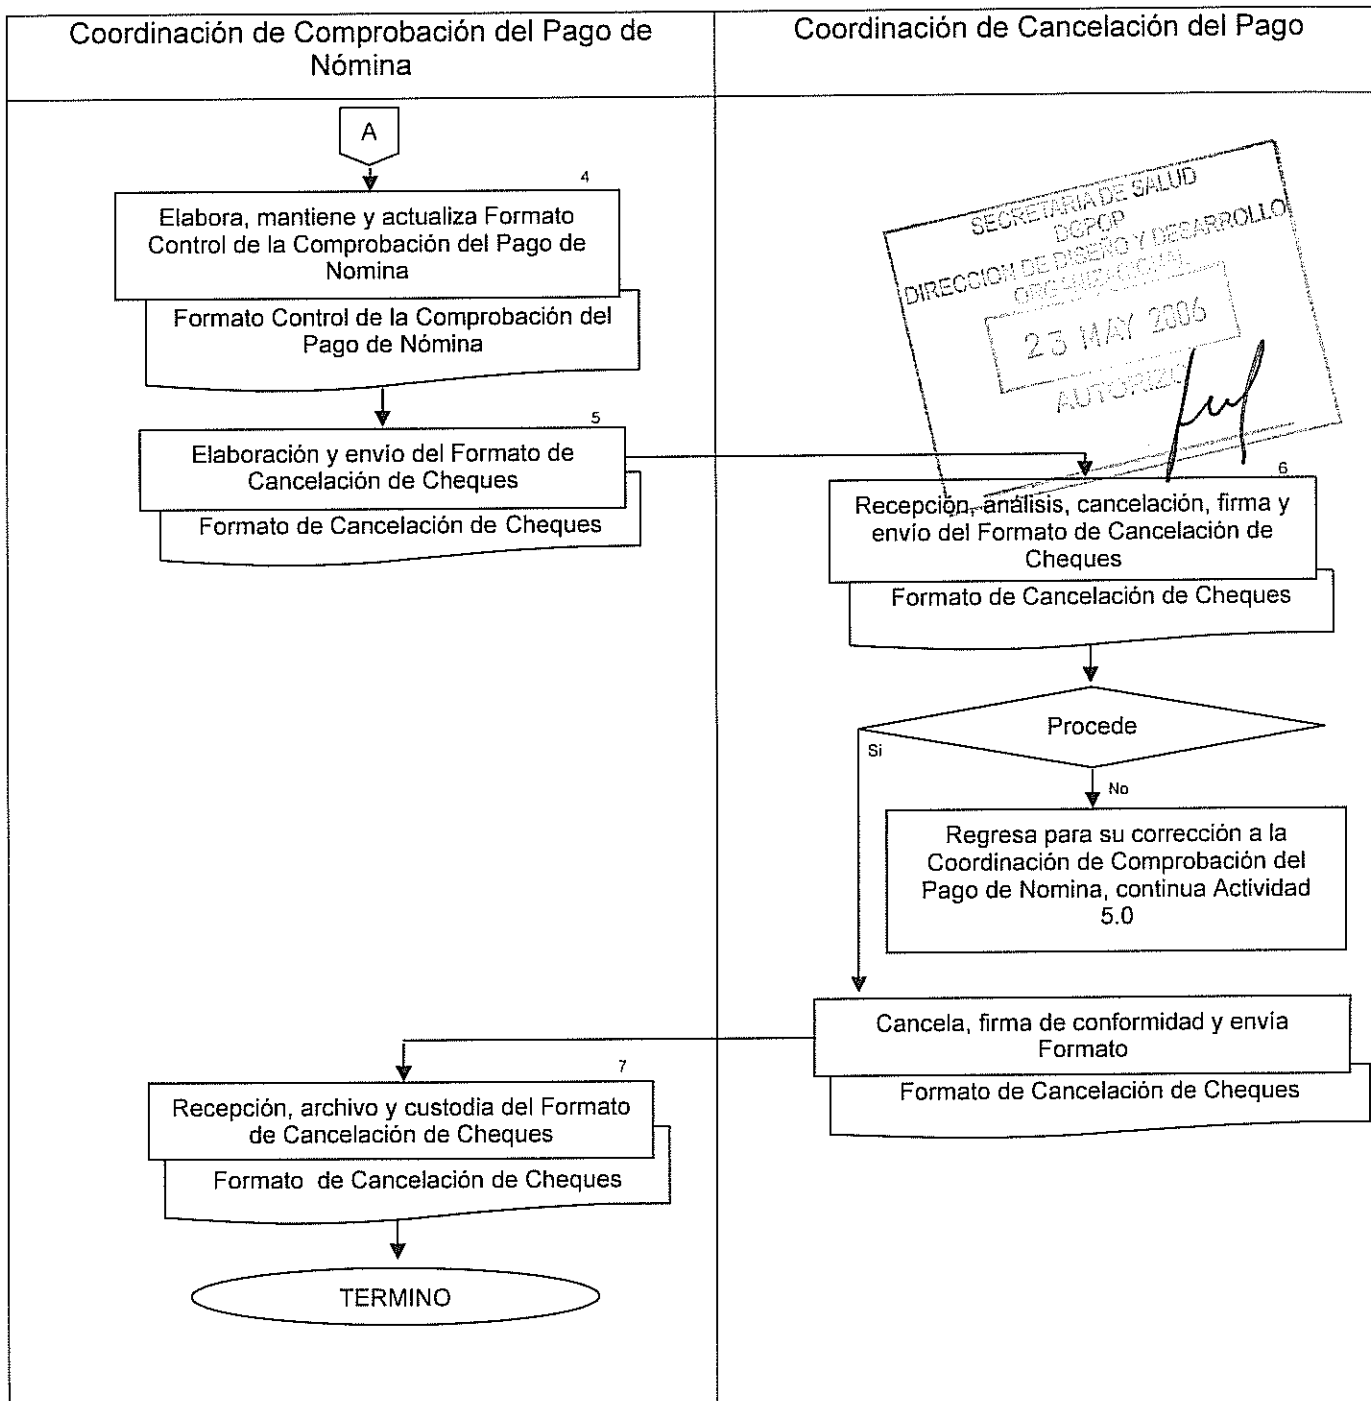 Coordinación de Comprobación del Pago de
Nómina
Coordinación de Cancelación del Pago
A
4
Elabora, mantiene y actualiza Formato
Control de la Comprobación del Pago de
Nomina
Formato Control de la Comprobación del
Pago de Nómina
SECRETARIA DE SALUD
DGPOP
DIRECCION DE DISEÑO Y DESARROLLO
ORGANIZACIONAL
23 MAY 2006
AUTORIZO
5
Elaboración y envío del Formato de
Cancelación de Cheques
Formato de Cancelación de Cheques
6
Recepción, análisis, cancelación, firma y
envío del Formato de Cancelación de
Cheques
Formato de Cancelación de Cheques
Procede
Si
No
Regresa para su corrección a la
Coordinación de Comprobación del
Pago de Nomina, continua Actividad
5.0
Cancela, firma de conformidad y envía
Formato
Formato de Cancelación de Cheques
7
Recepción, archivo y custodia del Formato
de Cancelación de Cheques
Formato de Cancelación de Cheques
TERMINO